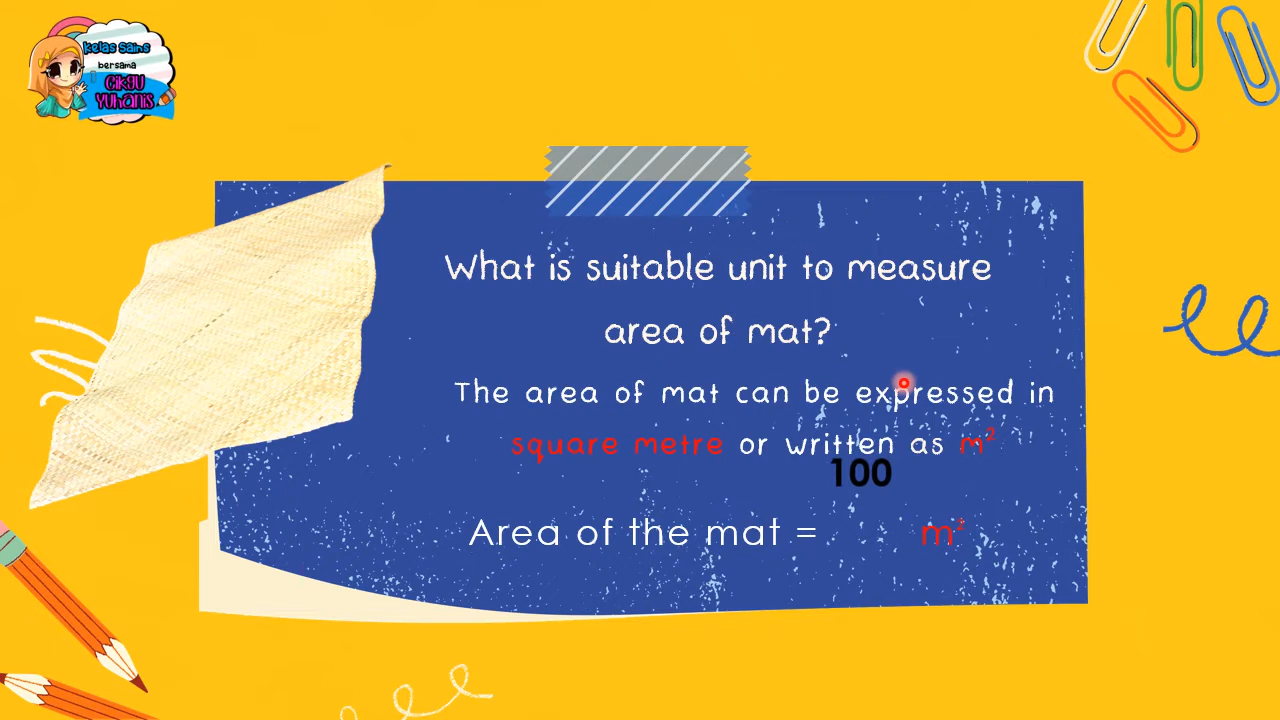 Kelas Sains
bersama
Cikgu
Yuhanis
What is suitable unit to measure
area of mat?
The area of mat can be expressed in
square metre or written as m²
100
Area of the mat = m²